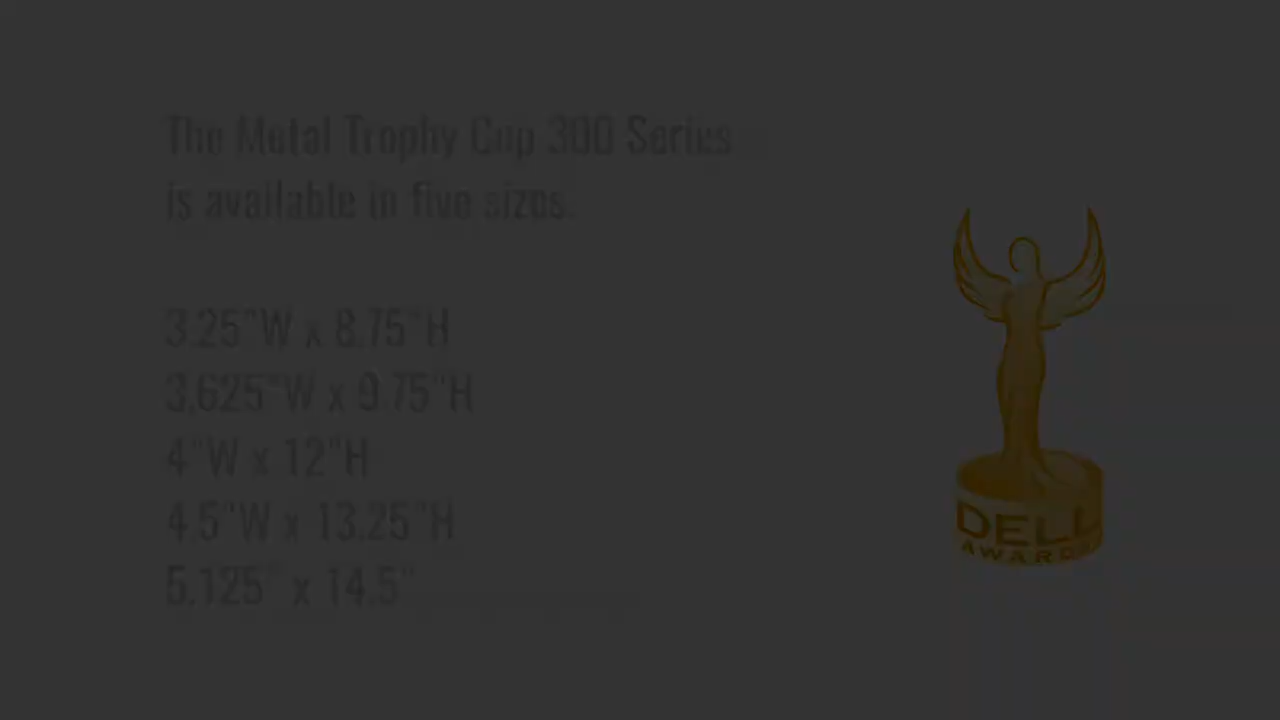 The Metal Trophy Cup 300 Series
is available in five sizes.
3.25"W x 8.75"H
3.625"W x 9.75"H
4"W x 12"H
4.5"W x 13.25"H
5.125" x 14.5"
DELL
AWARDS